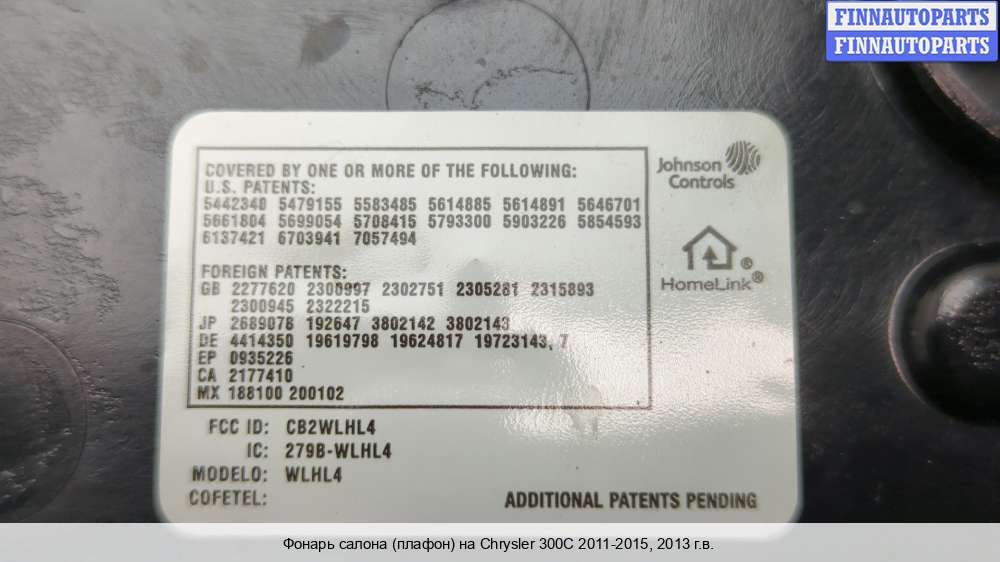 FINNAUTOPARTS
FINNAUTOPARTS
COVERED BY ONE OR MORE OF THE FOLLOWING:
U.S. PATENTS:
5442340 5479155 5583485 5614885 5614891 5646701
5661804 5699054 5708415 5793300 5903226 5854593
6137421 6703941 7057494
FOREIGN PATENTS:
GB 2277620 2300997 2302751 2305281 2315893
2300945 2322215
JP 2689078 192647 3802142 3802143
DE 4414350 19619798 19624817 19723143, 7
EP 0935226
CA 2177410
MX 188100 200102
Johnson
Controls
HomeLink®
FCC ID: CB2WLHL4
IC: 279B-WLHL4
MODELO: WLHL4
COFETEL:
ADDITIONAL PATENTS PENDING
Фонарь салона (плафон) на Chrysler 300C 2011-2015, 2013 г.в.